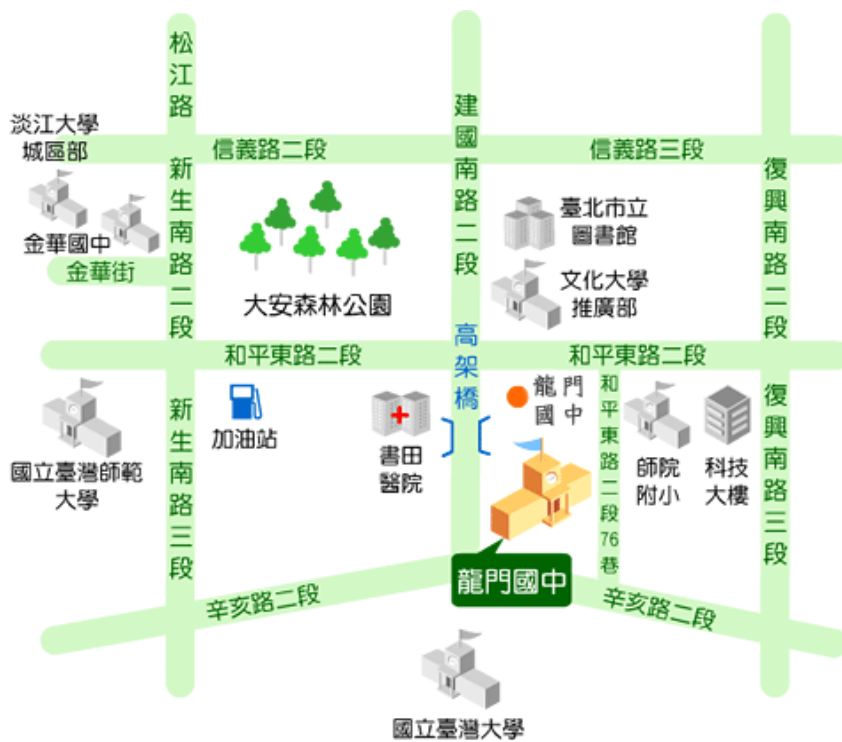 松江路
建國南路二段
淡江大學
城區部
信義路二段
信義路三段
新生南路二段
復興南路二段
臺北市立
圖書館
金華國中
金華街
文化大學
推廣部
大安森林公園
高架橋
和平東路二段
和平東路二段
龍門
國中
和平東路二段76巷
新生南路三段
復興南路三段
加油站
書田
醫院
師院
附小
科技
大樓
國立臺灣師範
大學
龍門國中
辛亥路二段
辛亥路二段
國立臺灣大學